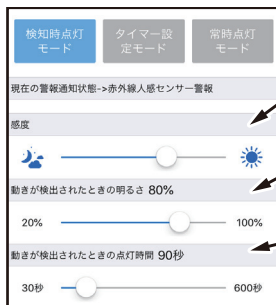 検知時点灯
モード
タイマー設
定モード
常時点灯
モード
現在の警報通知状態->赤外線人感センサー警報
感度
動きが検出されたときの明るさ 80%
20% 100%
動きが検出されたときの点灯時間 90秒
30秒 600秒